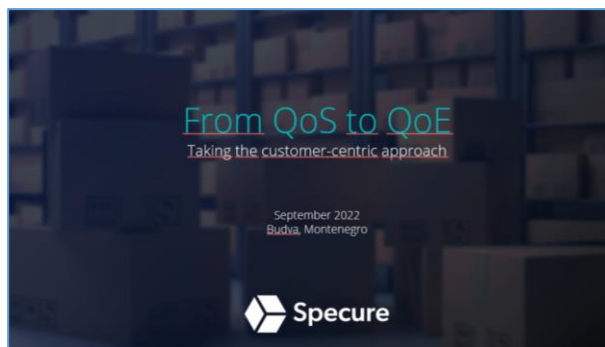 From QoS to QoE
Taking the customer-centric approach
September 2022
Budva, Montenegro
Specure